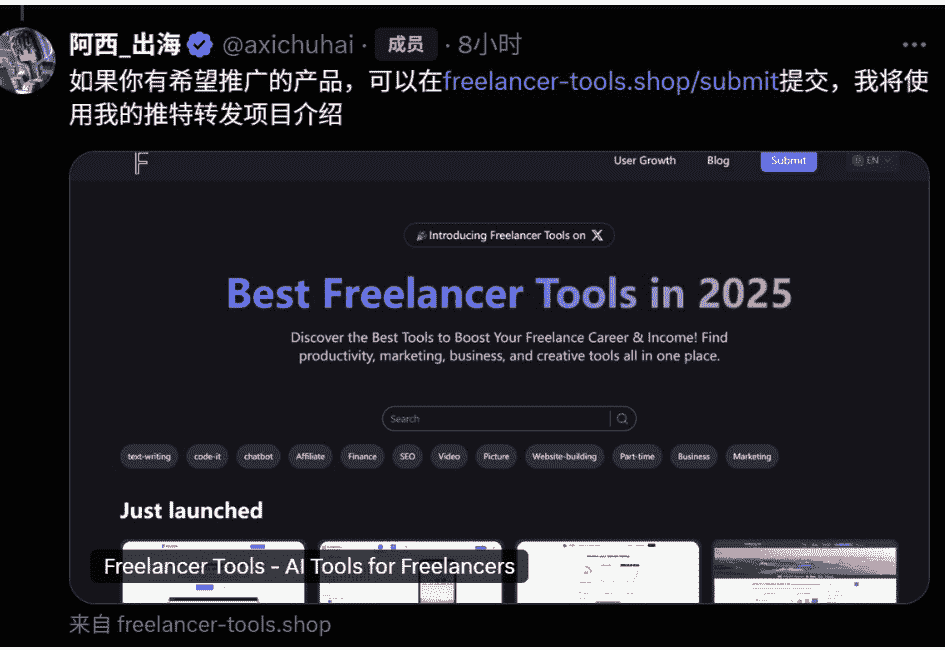 阿西_出海 @axichuhai · 成员 · 8小时
如果你有希望推广的产品，可以在freelancer-tools.shop/submit提交，我将使
用我的推特转发项目介绍
F
User Growth Blog Submit EN
Introducing Freelancer Tools on X
Best Freelancer Tools in 2025
Discover the Best Tools to Boost Your Freelance Career & Income! Find
productivity, marketing, business, and creative tools all in one place.
Search
text-writing code-it chatbot Affiliate Finance SEO Video Picture Website-building Part-time Business Marketing
Just launched
Freelancer Tools - AI Tools for Freelancers
来自 freelancer-tools.shop